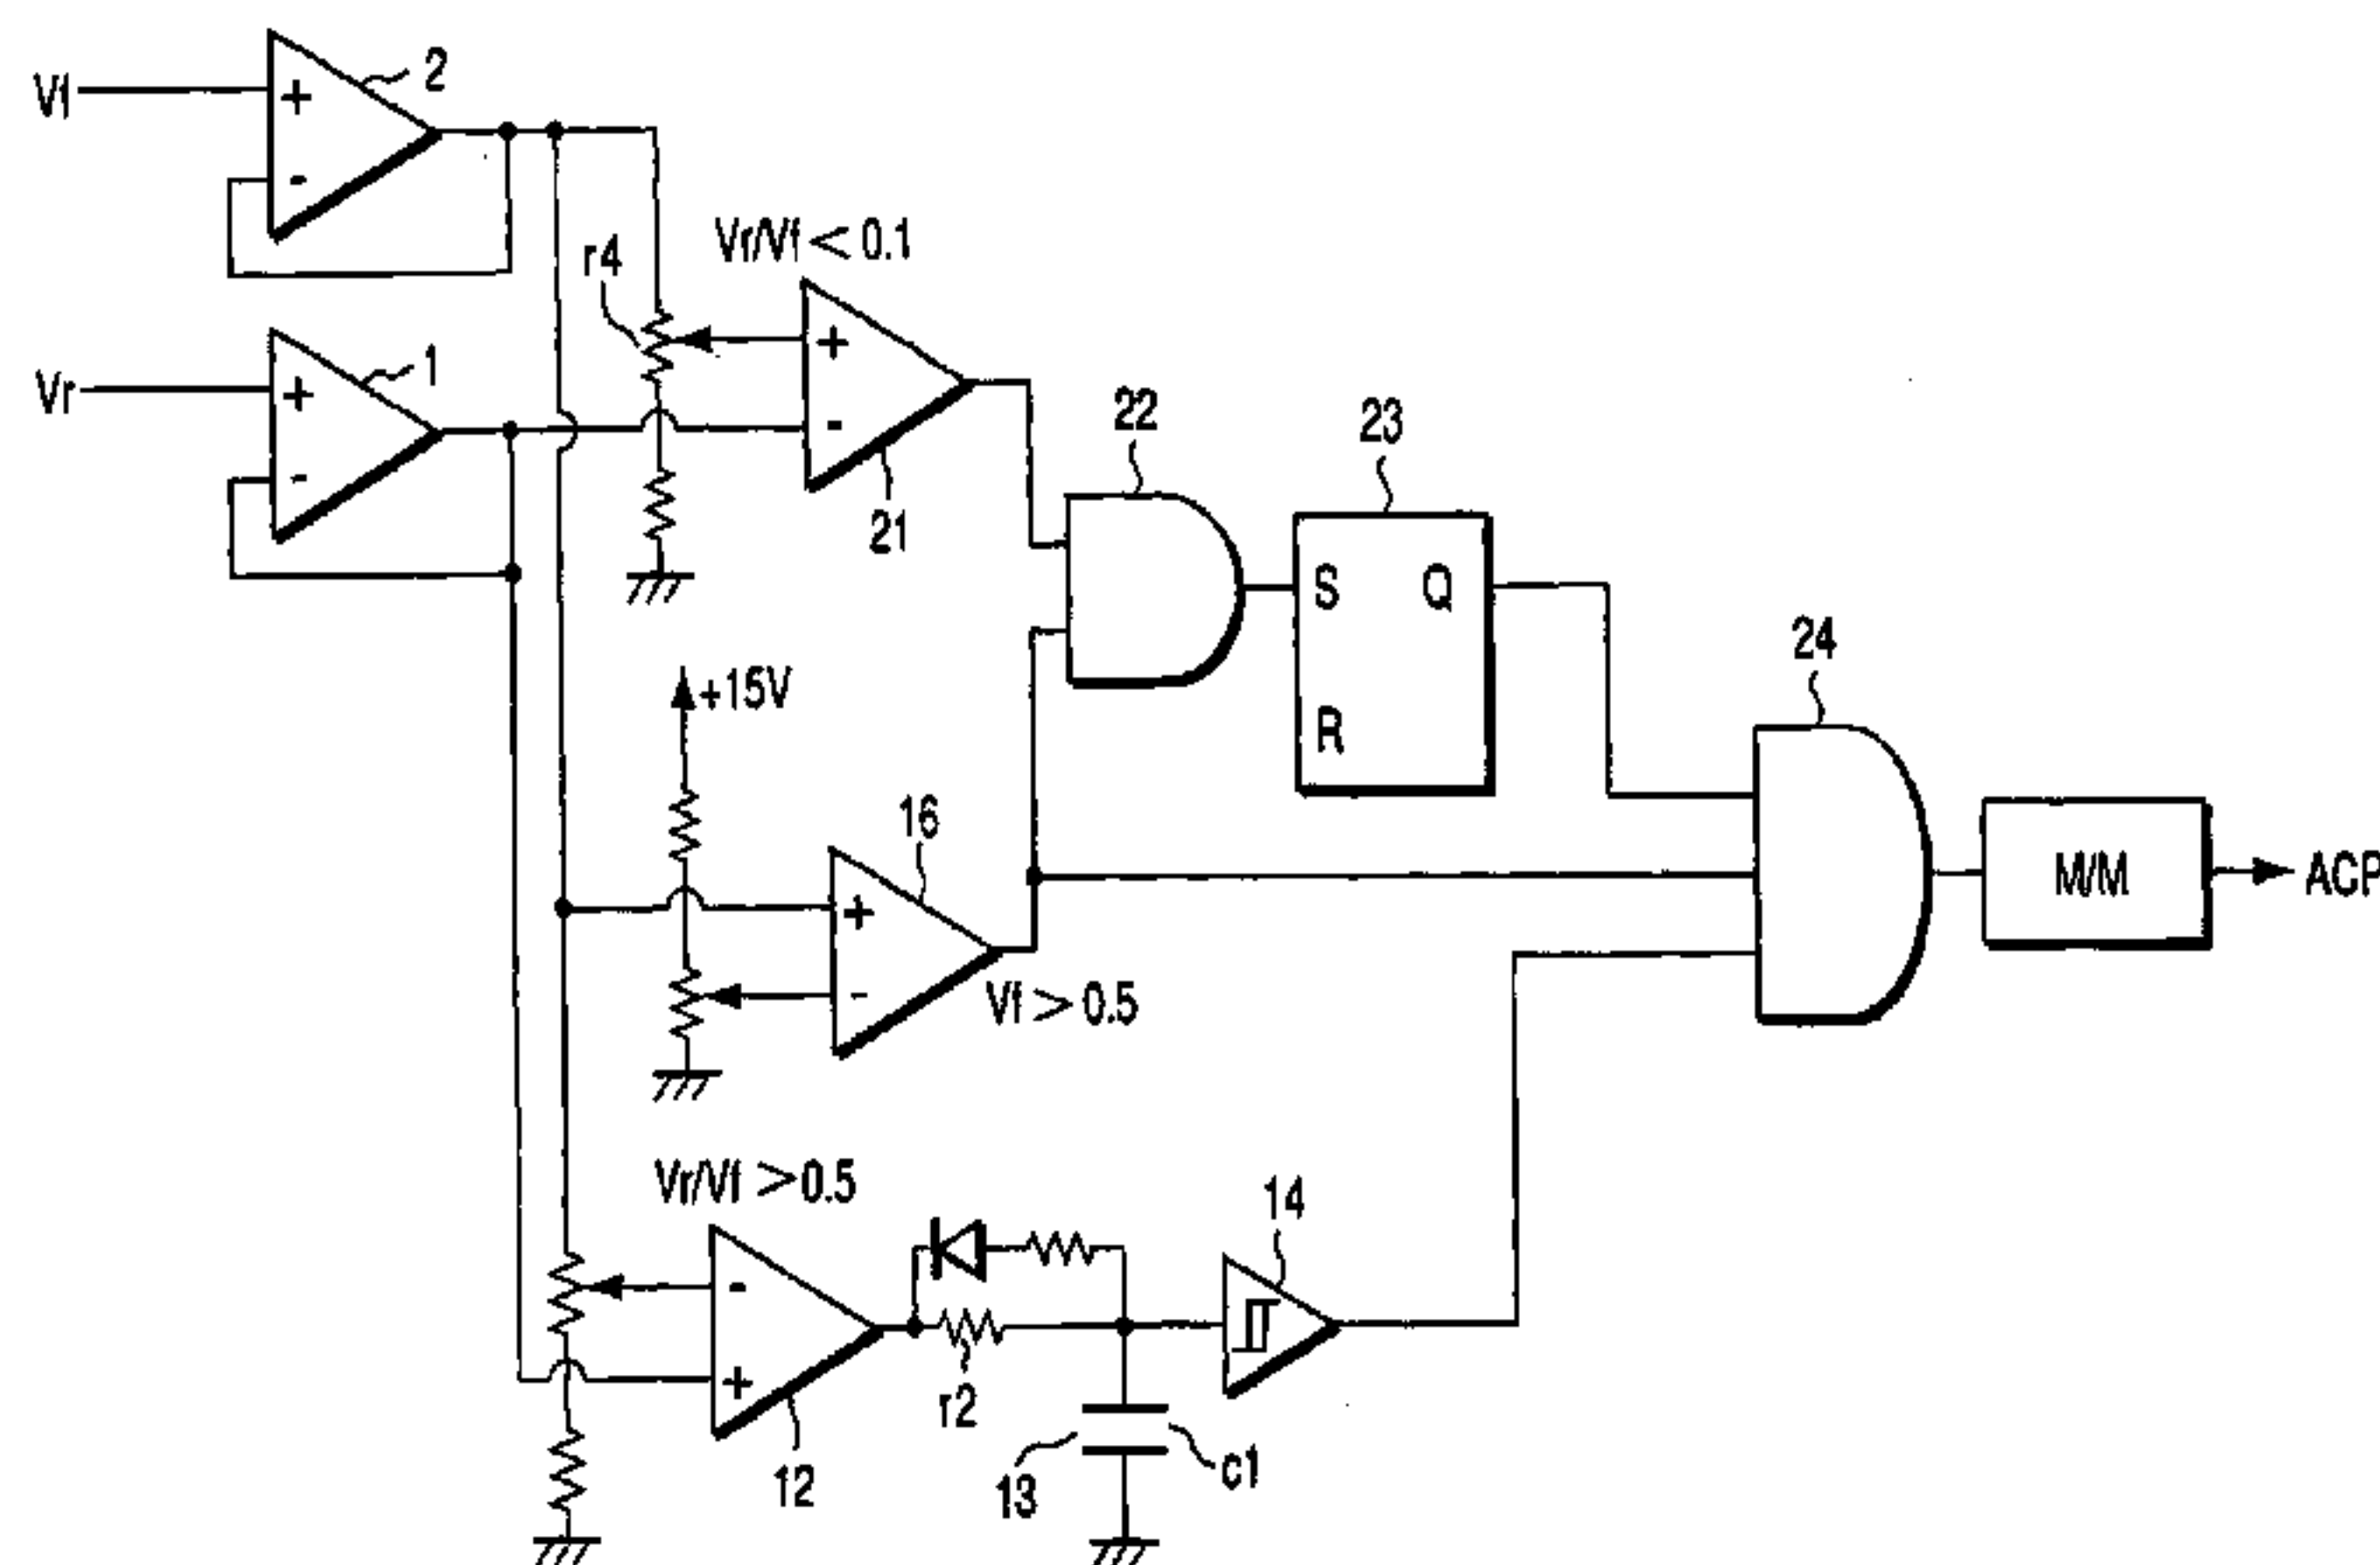 Vf
+
-
2
Vr
+
-
1
r4
Vr/Vf < 0.1
+
-
21
22
23
S
Q
R
24
+15V
16
+
-
Vf > 0.5
M/M
ACP
Vr/Vf > 0.5
-
+
12
r2
14
13
c1